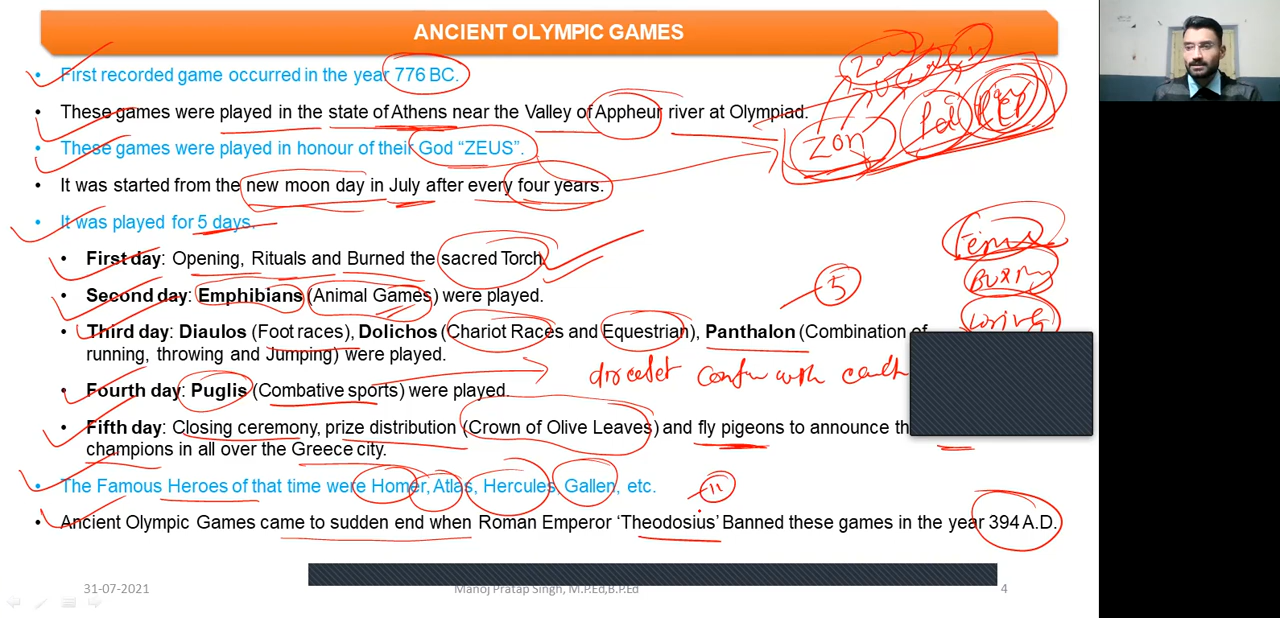 ANCIENT OLYMPIC GAMES
• First recorded game occurred in the year 776 BC.
• These games were played in the state of Athens near the Valley of Appheur river at Olympiad.
• These games were played in honour of their God “ZEUS”.
• It was started from the new moon day in July after every four years.
• It was played for 5 days.
• First day: Opening, Rituals and Burned the sacred Torch.
• Second day: Emphibians (Animal Games) were played.
• Third day: Diaulos (Foot races), Dolichos (Chariot Races and Equestrian), Panthalon (Combination of
running, throwing and Jumping) were played.
• Fourth day: Puglis (Combative sports) were played.
• Fifth day: Closing ceremony, prize distribution (Crown of Olive Leaves) and fly pigeons to announce
champions in all over the Greece city.
• The Famous Heroes of that time were Homer, Atlas, Hercules, Gallen, etc.
• Ancient Olympic Games came to sudden end when Roman Emperor ‘Theodosius’ Banned these games in the year 394 A.D.
Zon
5
11
31-07-2021
Manoj Pratap Singh, M.P.Ed,B.P.Ed
4